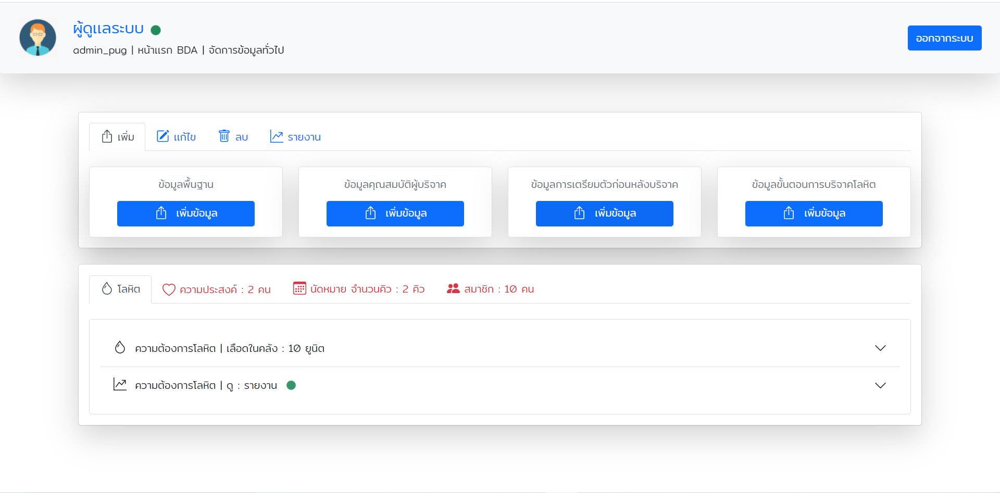 ผู้ดูแลระบบ
admin_pug | หน้าแรก BDA | จัดการข้อมูลทั่วไป
ออกจากระบบ
เพิ่ม แก้ไข ลบ รายงาน
ข้อมูลพื้นฐาน
เพิ่มข้อมูล
ข้อมูลคุณสมบัติผู้บริจาค
เพิ่มข้อมูล
ข้อมูลการเตรียมตัวก่อนหลังบริจาค
เพิ่มข้อมูล
ข้อมูลขั้นตอนการบริจาคโลหิต
เพิ่มข้อมูล
โลหิต ความประสงค์ : 2 คน นัดหมาย จำนวนคิว : 2 คิว สมาชิก : 10 คน
ความต้องการโลหิต | เลือดในคลัง : 10 ยูนิต
ความต้องการโลหิต | ดู : รายงาน